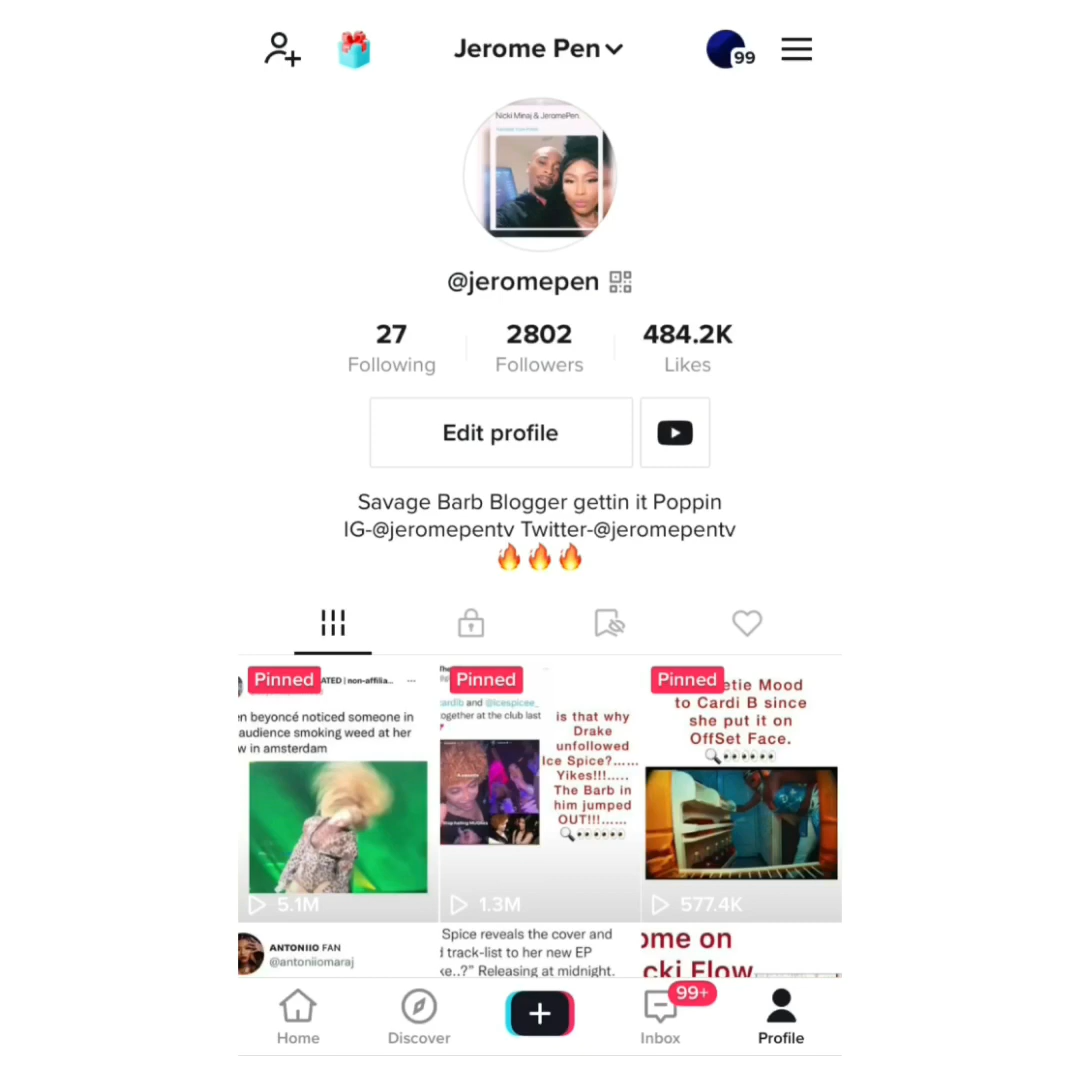 Jerome Pen
99
Nicki Minaj & JeromePen.
@jeromepen
27
Following
2802
Followers
484.2K
Likes
Edit profile
Savage Barb Blogger gettin it Poppin
IG-@jeromepentv Twitter-@jeromepentv
🔥🔥🔥
Pinned
ATED | non-affilia... ...
en beyoncé noticed someone in
audience smoking weed at her
w in amsterdam
5.1M
Pinned
ardib and @icespicee_
ogether at the club last
is that why
Drake
unfollowed
Ice Spice?......
Yikes!!!.....
The Barb in
him jumped
OUT!!!......
🔍👀👀👀
1.3M
Pinned
etie Mood
to Cardi B since
she put it on
OffSet Face.
🔍👀👀👀
577.4K
ANTONIIO FAN
@antoniiomaraj
Spice reveals the cover and
d track-list to her new EP
ke..?” Releasing at midnight.
ome on
cki Flow
Home
Discover
99+
Inbox
Profile